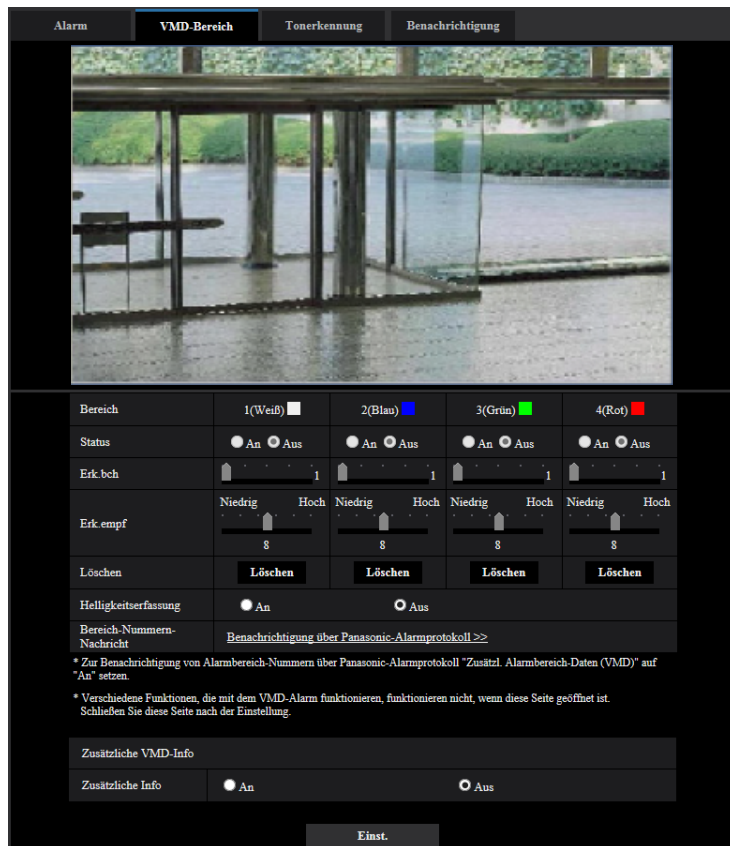 Alarm VMD-Bereich Tonerkennung Benachrichtigung
Bereich 1(Weiß) 2(Blau) 3(Grün) 4(Rot)
Status An Aus An Aus An Aus An Aus
Erk.bch 1 1 1 1
Niedrig Hoch Niedrig Hoch Niedrig Hoch Niedrig Hoch
Erk.empf
8 8 8 8
Löschen Löschen Löschen Löschen Löschen
Helligkeitserfassung An Aus
Bereich-Nummern-
Nachricht Benachrichtigung über Panasonic-Alarmprotokoll >>
* Zur Benachrichtigung von Alarmbereich-Nummern über Panasonic-Alarmprotokoll "Zusätzl. Alarmbereich-Daten (VMD)" auf
"An" setzen.
* Verschiedene Funktionen, die mit dem VMD-Alarm funktionieren, funktionieren nicht, wenn diese Seite geöffnet ist.
Schließen Sie diese Seite nach der Einstellung.
Zusätzliche VMD-Info
Zusätzliche Info An Aus
Einst.